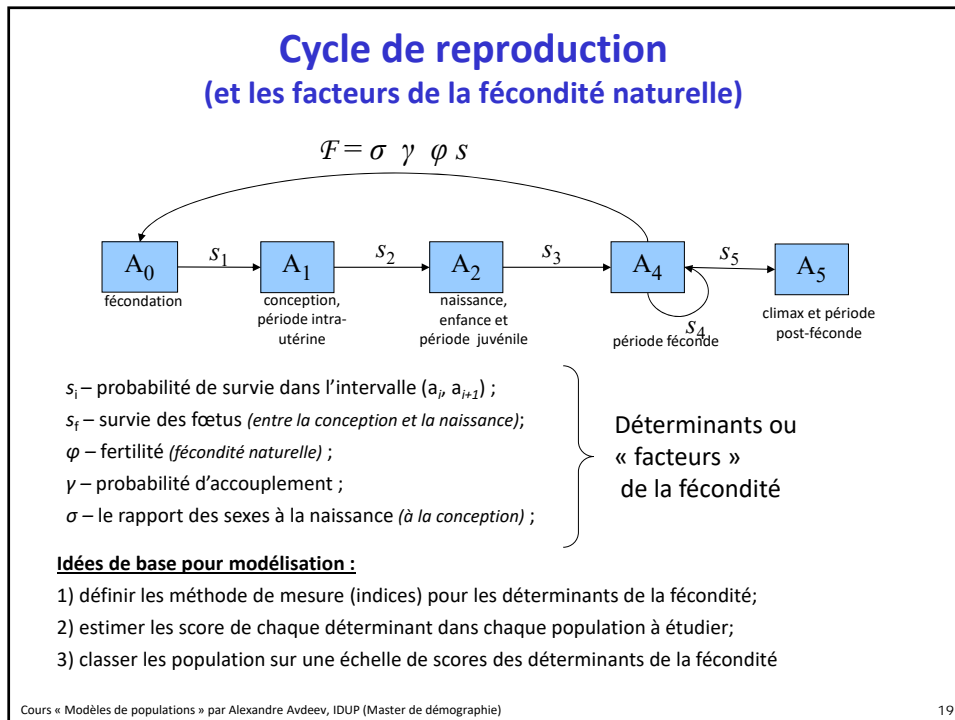 Cycle de reproduction
(et les facteurs de la fécondité naturelle)
ℱ = σ γ φ s
A₀ s₁ A₁ s₂ A₂ s₃ A₄ s₅ A₅
s₄
fécondation
conception,
période intra-
utérine
naissance,
enfance et
période juvénile
période féconde
climax et période
post-féconde
sᵢ – probabilité de survie dans l’intervalle (aᵢ, aᵢ₊₁) ;
s_f – survie des fœtus (entre la conception et la naissance);
φ – fertilité (fécondité naturelle) ;
γ – probabilité d’accouplement ;
σ – le rapport des sexes à la naissance (à la conception) ;
Déterminants ou
« facteurs »
de la fécondité
Idées de base pour modélisation :
1) définir les méthode de mesure (indices) pour les déterminants de la fécondité;
2) estimer les score de chaque déterminant dans chaque population à étudier;
3) classer les population sur une échelle de scores des déterminants de la fécondité
Cours « Modèles de populations » par Alexandre Avdeev, IDUP (Master de démographie)
19